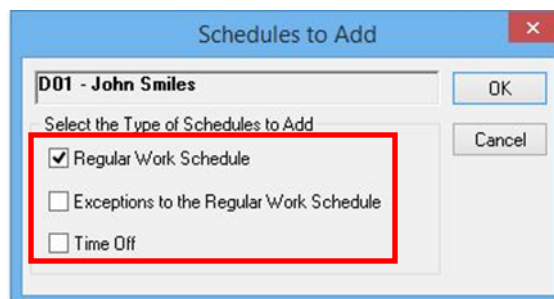 Schedules to Add
D01 - John Smiles
OK
Select the Type of Schedules to Add
Cancel
Regular Work Schedule
Exceptions to the Regular Work Schedule
Time Off